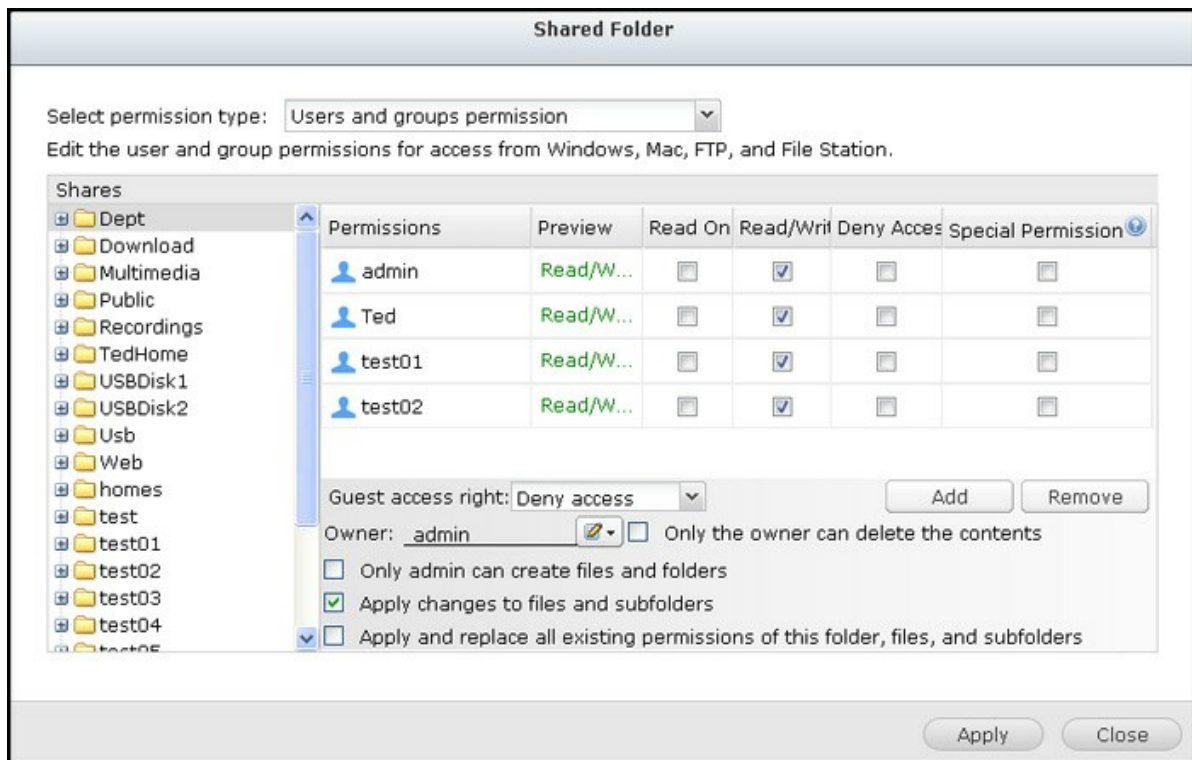 Shared Folder
Select permission type: Users and groups permission
Edit the user and group permissions for access from Windows, Mac, FTP, and File Station.
Shares
Dept
Download
Multimedia
Public
Recordings
TedHome
USBDisk1
USBDisk2
Usb
Web
homes
test
test01
test02
test03
test04
test05
Permissions Preview Read On Read/Writ Deny Acces Special Permission
admin Read/W...
Ted Read/W...
test01 Read/W...
test02 Read/W...
Guest access right: Deny access Add Remove
Owner: admin Only the owner can delete the contents
Only admin can create files and folders
Apply changes to files and subfolders
Apply and replace all existing permissions of this folder, files, and subfolders
Apply Close